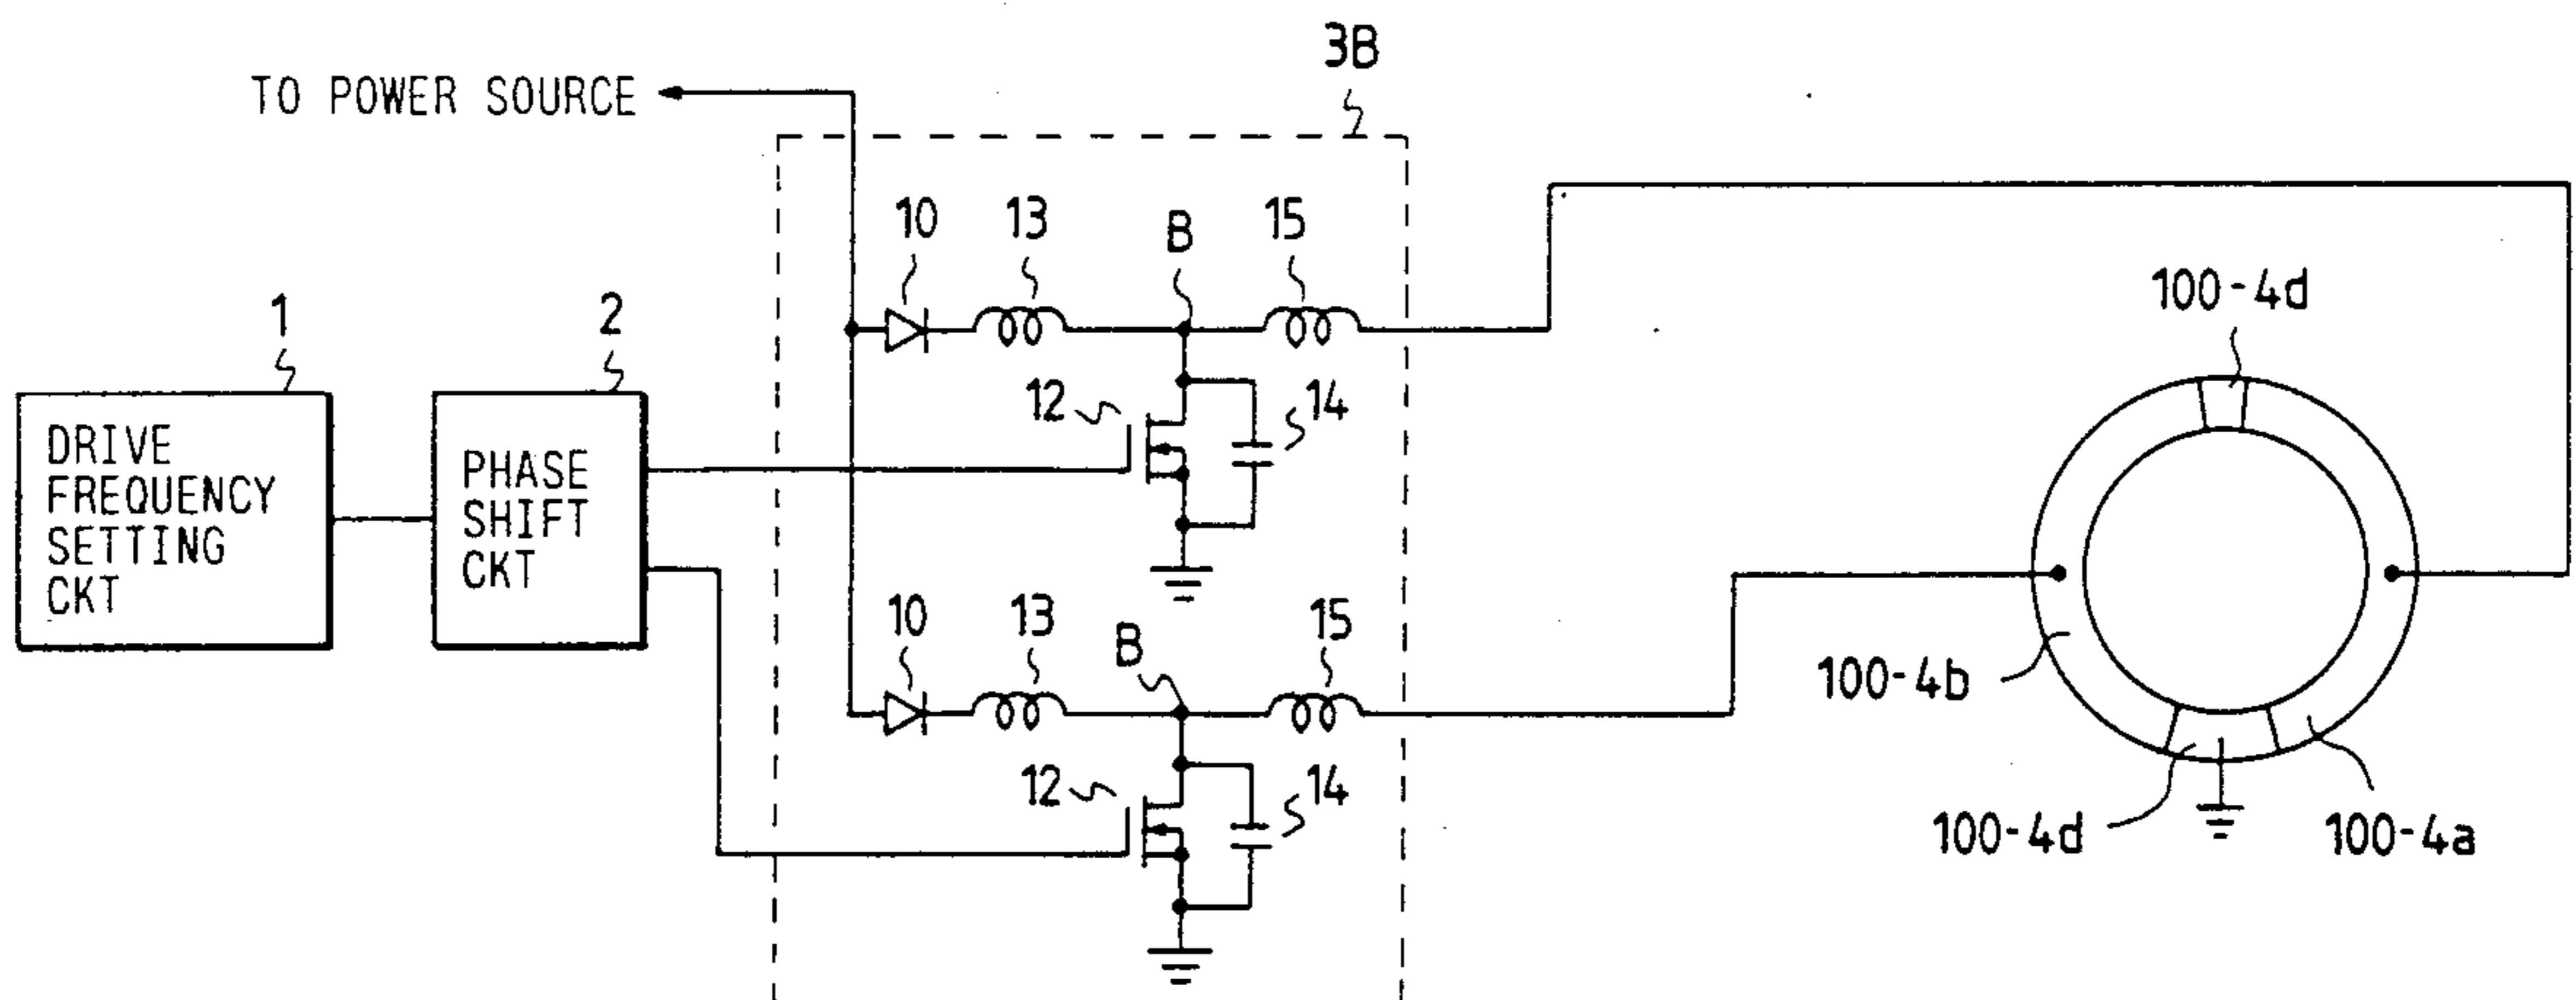 3B
TO POWER SOURCE
10
13
B
15
100-4d
1
2
12
14
DRIVE
FREQUENCY
SETTING
CKT
PHASE
SHIFT
CKT
10
13
B
15
100-4b
12
14
100-4d
100-4a